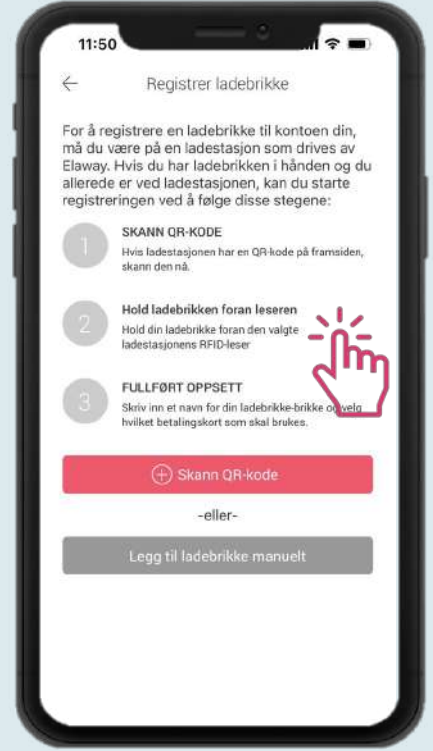 11:50
Registrer ladebrikke
For å registrere en ladebrikke til kontoen din,
må du være på en ladestasjon som drives av
Elaway. Hvis du har ladebrikken i hånden og du
allerede er ved ladestasjonen, kan du starte
registreringen ved å følge disse stegene:
1
SKANN QR-KODE
Hvis ladestasjonen har en QR-kode på framsiden,
skann den nå.
2
Hold ladebrikken foran leseren
Hold din ladebrikke foran den valgte
ladestasjonens RFID-leser
3
FULLFØRT OPPSETT
Skriv inn et navn for din ladebrikke-brikke og velg
hvilket betalingskort som skal brukes.
Skann QR-kode
-eller-
Legg til ladebrikke manuelt